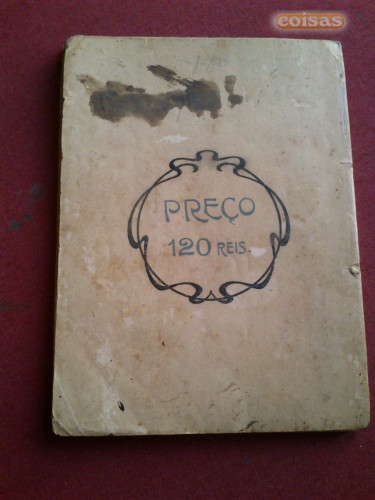 coisas
PREÇO
120 REIS.